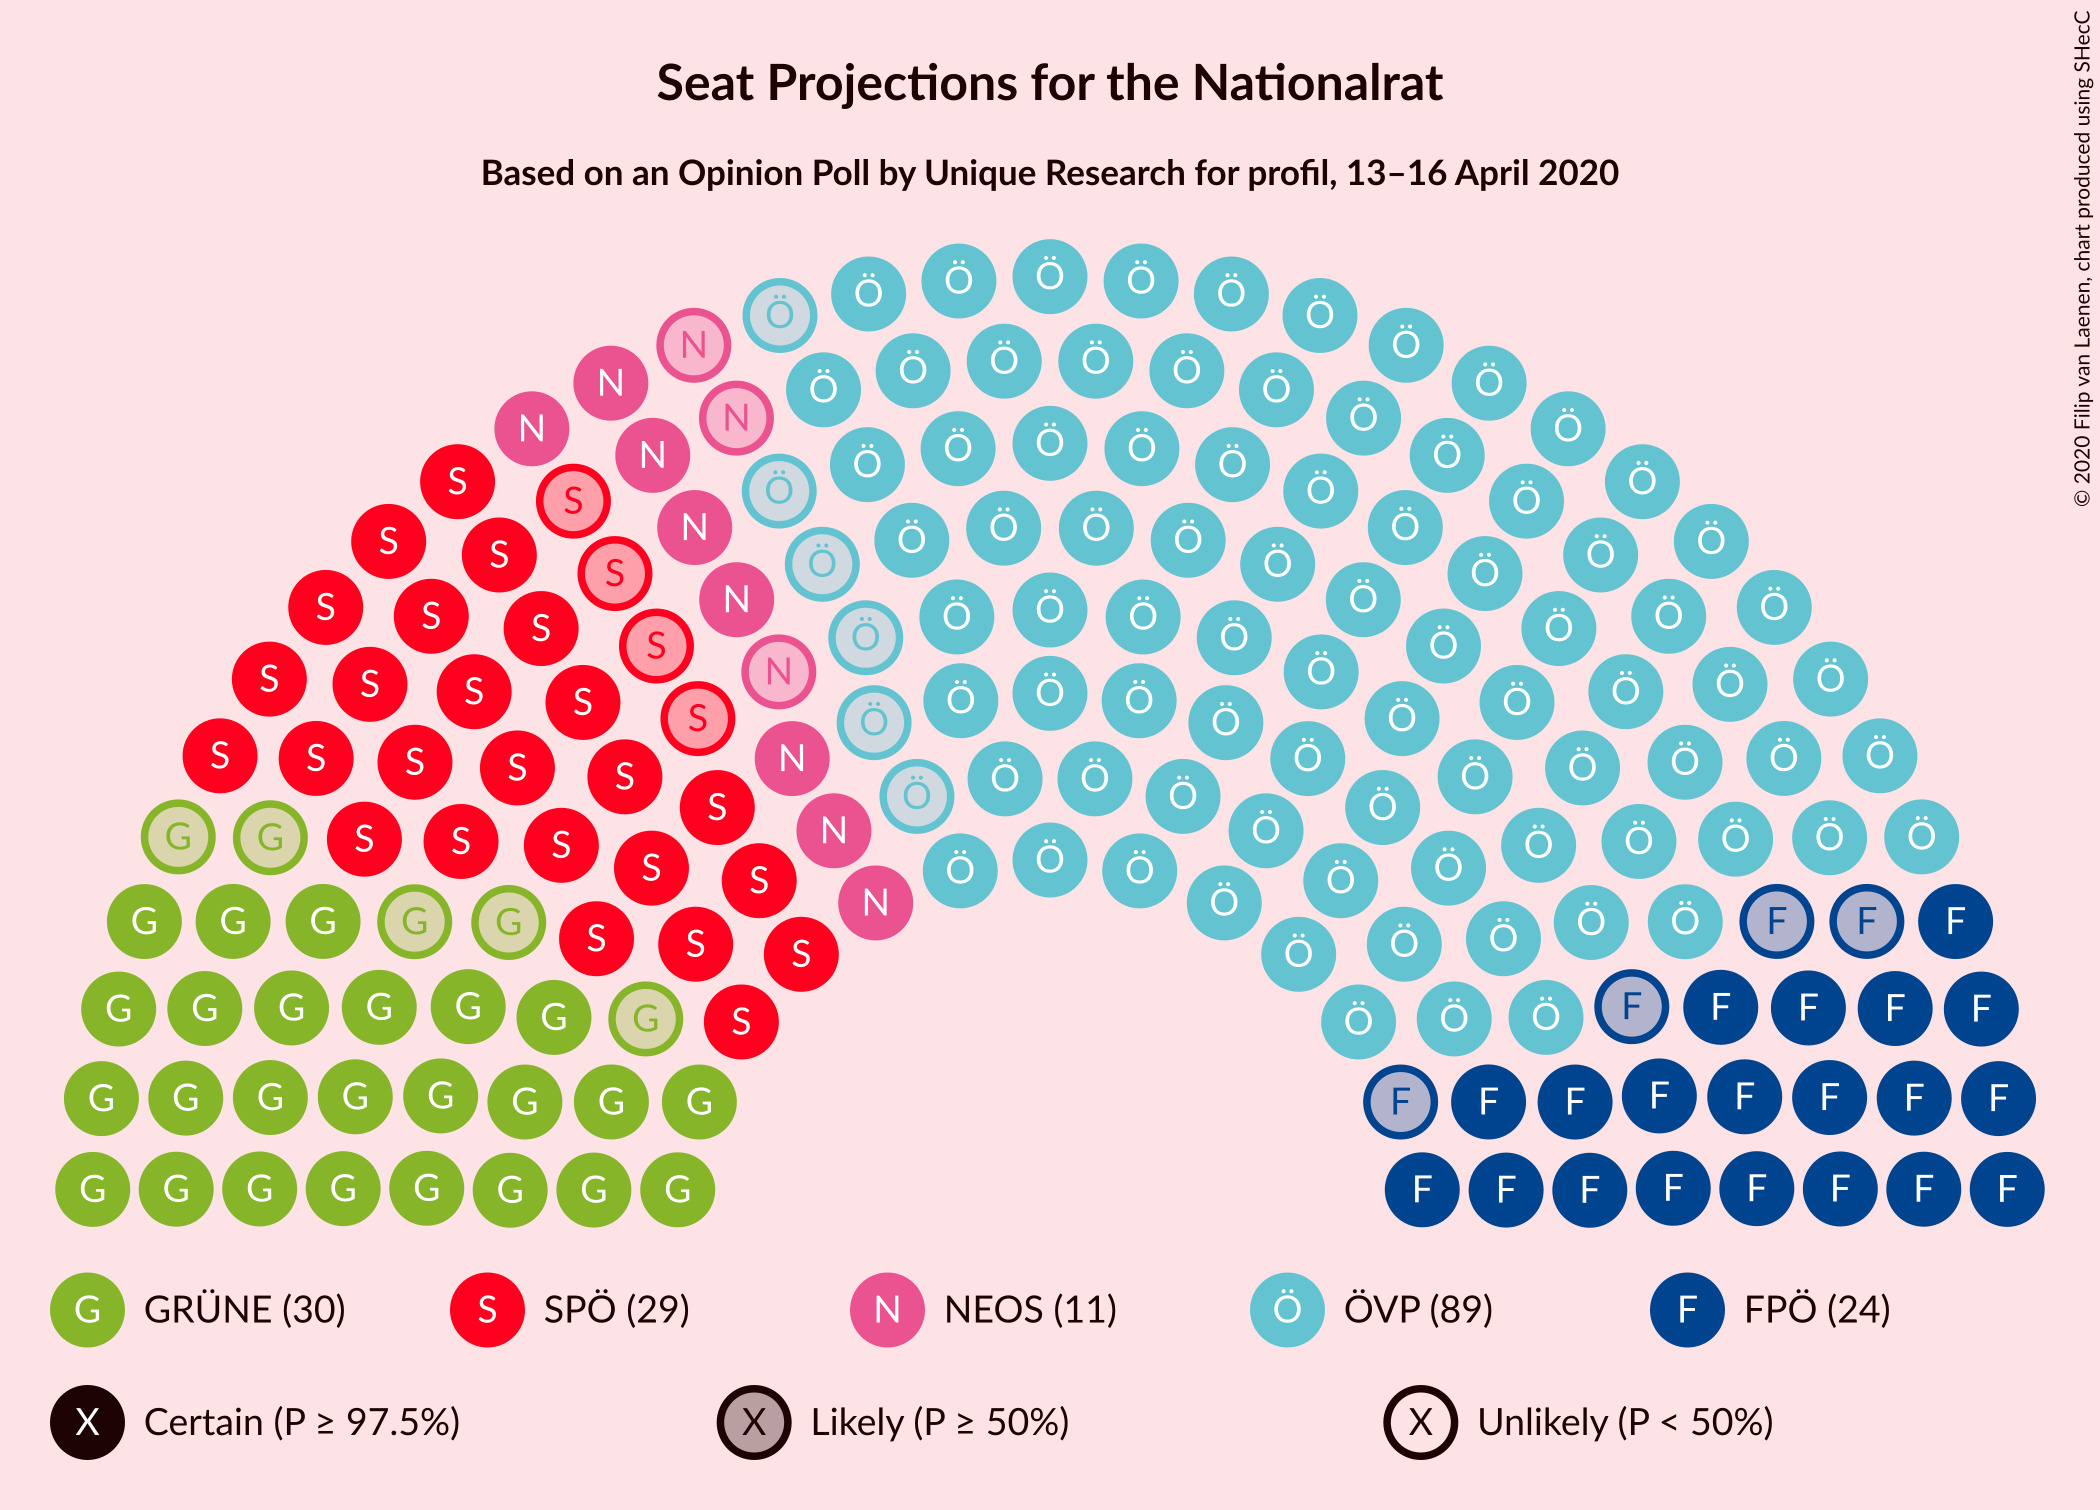 Seat Projections for the Nationalrat
Based on an Opinion Poll by Unique Research for profil, 13–16 April 2020
© 2020 Filip van Laenen, chart produced using SHecC
Ö Ö Ö Ö Ö Ö Ö Ö Ö Ö Ö Ö Ö Ö Ö Ö
N N N N N N N N N N N
S S S S S S S S S S S S S S S S S S S S S S S S S S S S S
G G G G G
G G G G G G G
G G G G G G G G
G G G G G G G G
F F F
F F F F F
F F F F F F F F
F F F F F F F F
G GRÜNE (30)
S SPÖ (29)
N NEOS (11)
Ö ÖVP (89)
F FPÖ (24)
X Certain (P ≥ 97.5%)
X Likely (P ≥ 50%)
X Unlikely (P < 50%)